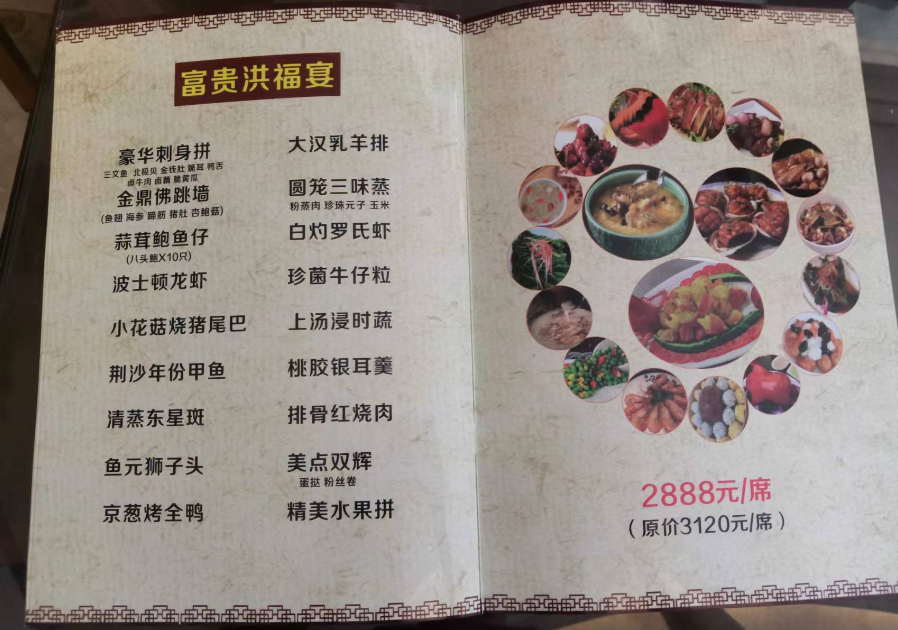 富贵洪福宴
豪华刺身拼
三文鱼 北极贝 金钱肚 脆耳 鸭舌
卤牛肉 卤藕 脆黄瓜
金鼎佛跳墙
(鱼翅 海参 蹄筋 猪肚 杏鲍菇)
蒜茸鲍鱼仔
(八头鲍X10只)
波士顿龙虾
小花菇烧猪尾巴
荆沙年份甲鱼
清蒸东星斑
鱼元狮子头
京葱烤全鸭
大汉乳羊排
圆笼三味蒸
粉蒸肉 珍珠元子 玉米
白灼罗氏虾
珍菌牛仔粒
上汤浸时蔬
桃胶银耳羹
排骨红烧肉
美点双辉
蛋挞 粉丝卷
精美水果拼
2888元/席
(原价3120元/席)